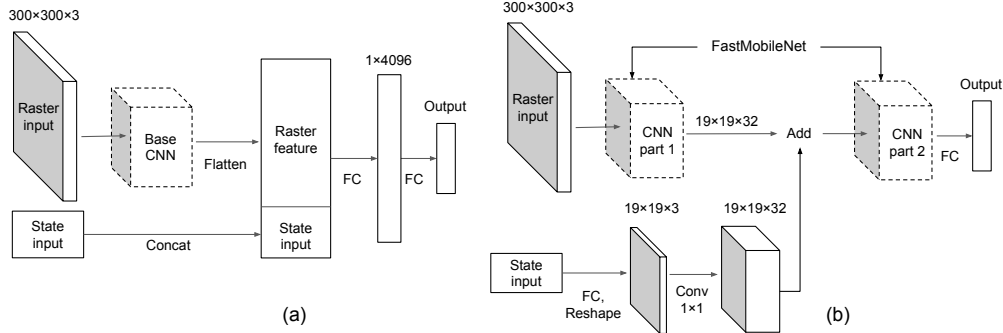 300×300×3
Raster
input
Base
CNN
Flatten
Raster
feature
State
input
Concat
State
input
FC
1×4096
FC
Output
(a)
300×300×3
Raster
input
FastMobileNet
CNN
part 1
19×19×32
Add
CNN
part 2
FC
Output
State
input
FC,
Reshape
19×19×3
Conv
1×1
19×19×32
(b)